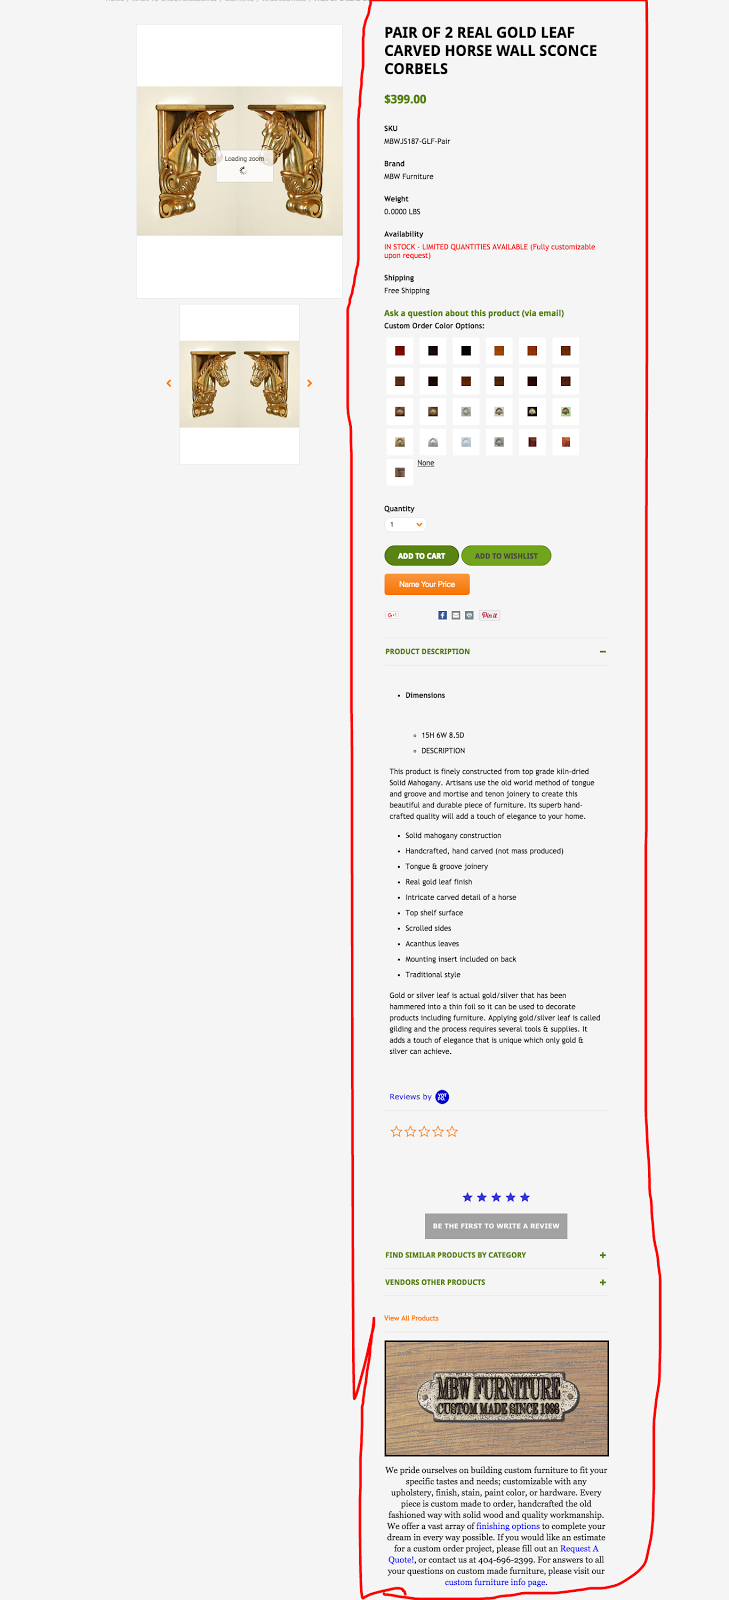 PAIR OF 2 REAL GOLD LEAF
CARVED HORSE WALL SCONCE
CORBELS
$399.00
SKU
MBWJS187-GLF-Pair
Brand
MBW Furniture
Weight
0.0000 LBS
Availability
IN STOCK - LIMITED QUANTITIES AVAILABLE (Fully customizable
upon request)
Shipping
Free Shipping
Loading zoom
Ask a question about this product (via email)
Custom Order Color Options:
None
Quantity
1
ADD TO CART
ADD TO WISHLIST
Name Your Price
G+1
Pin it
PRODUCT DESCRIPTION
Dimensions
15H 6W 8.5D
DESCRIPTION
This product is finely constructed from top grade kiln-dried
Solid Mahogany. Artisans use the old world method of tongue
and groove and mortise and tenon joinery to create this
beautiful and durable piece of furniture. Its superb hand-
crafted quality will add a touch of elegance to your home.
Solid mahogany construction
Handcrafted, hand carved (not mass produced)
Tongue & groove joinery
Real gold leaf finish
Intricate carved detail of a horse
Top shelf surface
Scrolled sides
Acanthus leaves
Mounting insert included on back
Traditional style
Gold or silver leaf is actual gold/silver that has been
hammered into a thin foil so it can be used to decorate
products including furniture. Applying gold/silver leaf is called
gilding and the process requires several tools & supplies. It
adds a touch of elegance that is unique which only gold &
silver can achieve.
Reviews by
BE THE FIRST TO WRITE A REVIEW
FIND SIMILAR PRODUCTS BY CATEGORY
VENDORS OTHER PRODUCTS
View All Products
MBW FURNITURE
CUSTOM MADE SINCE 1986
We pride ourselves on building custom furniture to fit your
specific tastes and needs; customizable with any
upholstery, finish, stain, paint color, or hardware. Every
piece is custom made to order, handcrafted the old
fashioned way with solid wood and quality workmanship.
We offer a vast array of finishing options to complete your
dream in every way possible. If you would like an estimate
for a custom order project, please fill out an Request A
Quote!, or contact us at 404-696-2399. For answers to all
your questions on custom made furniture, please visit our
custom furniture info page.